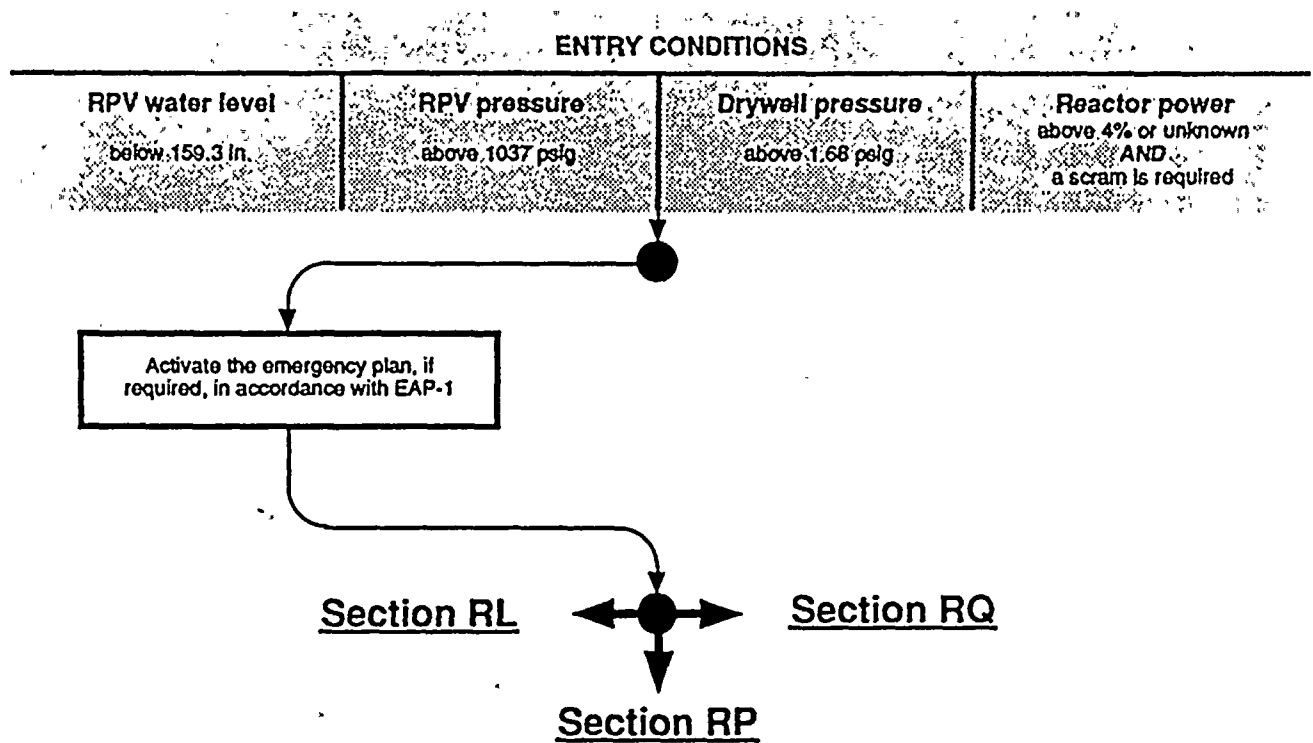 ENTRY CONDITIONS
RPV water level
below 159.3 in.
RPV pressure
above 1037 psig
Drywell pressure
above 1.68 psig
Reactor power
above 4% or unknown
AND
a scram is required
Activate the emergency plan, if
required, in accordance with EAP-1
Section RL
Section RQ
Section RP